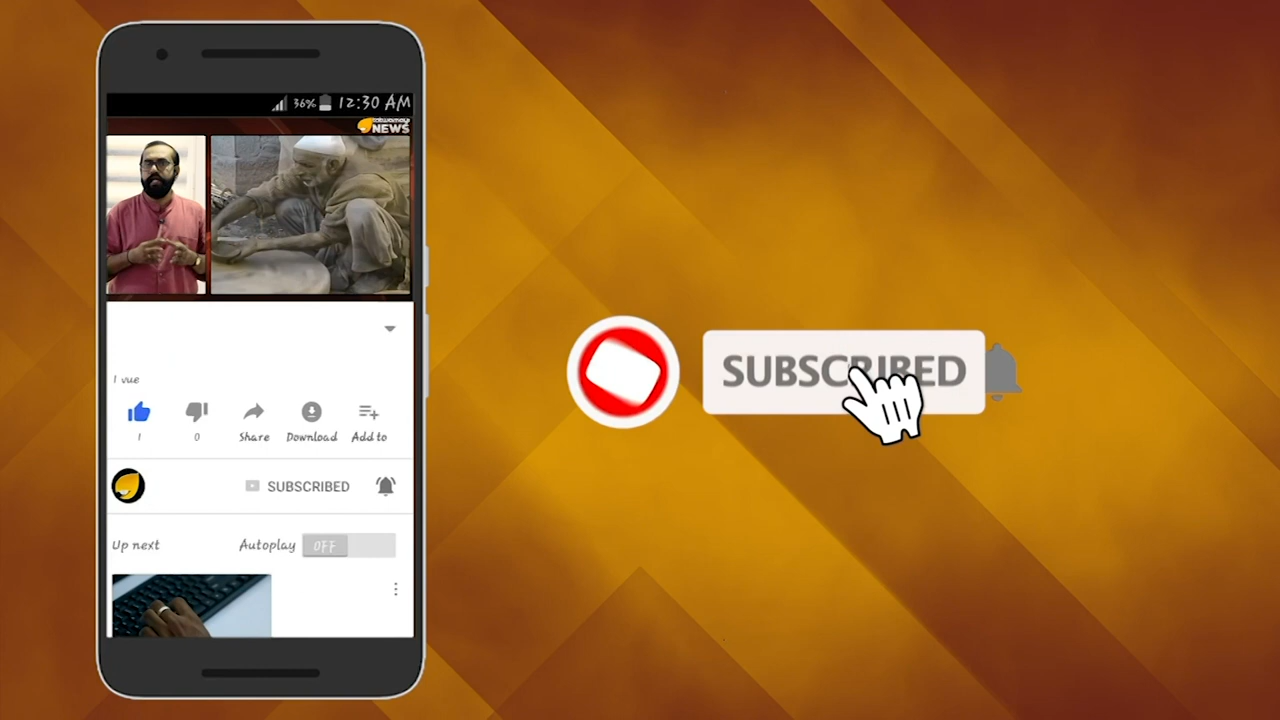 36% 12:30 AM
tatwamayi
NEWS
1 vue
1 0 Share Download Add to
SUBSCRIBED
Up next Autoplay OFF
SUBSCRIBED